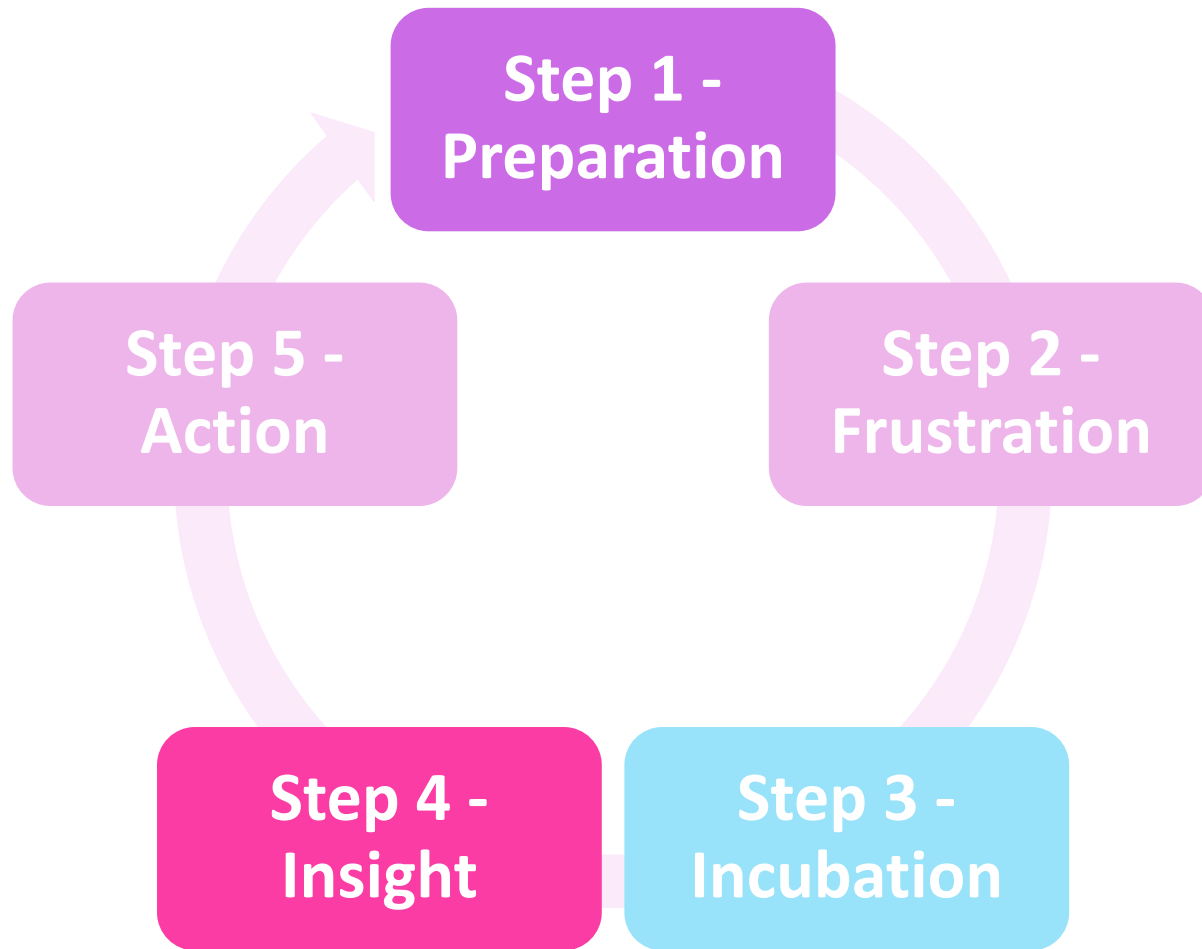 Step 1 -
Preparation
Step 2 -
Frustration
Step 3 -
Incubation
Step 4 -
Insight
Step 5 -
Action